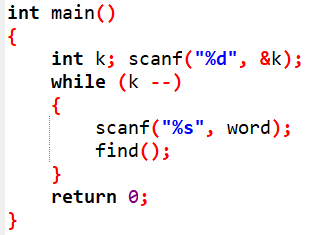 int main()
{
    int k; scanf("%d", &k);
    while (k --)
    {
        scanf("%s", word);
        find();
    }
    return 0;
}